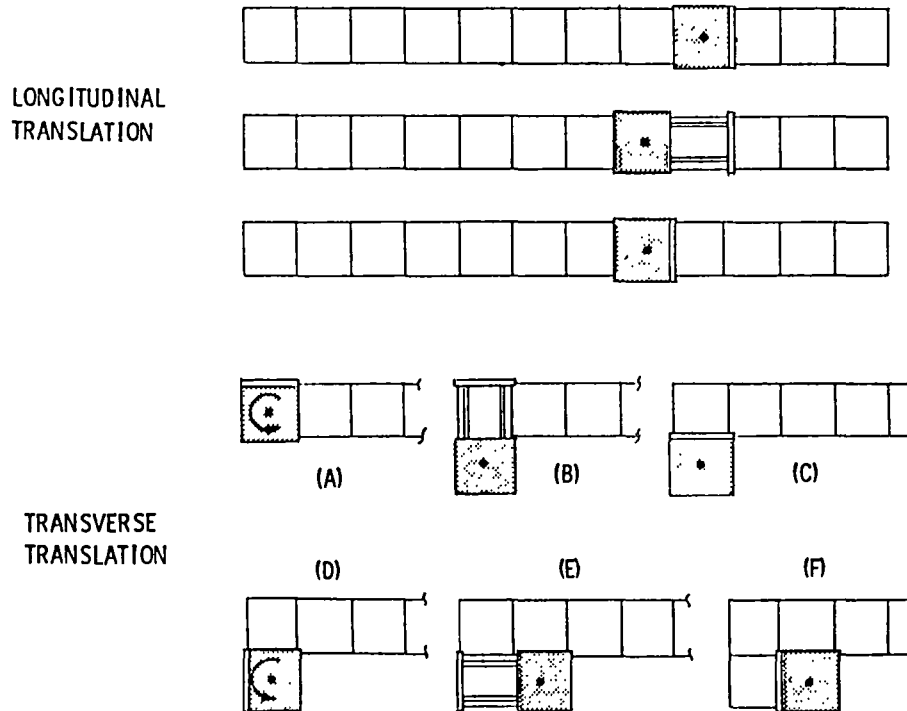 LONGITUDINAL
TRANSLATION
(A)
(B)
(C)
TRANSVERSE
TRANSLATION
(D)
(E)
(F)